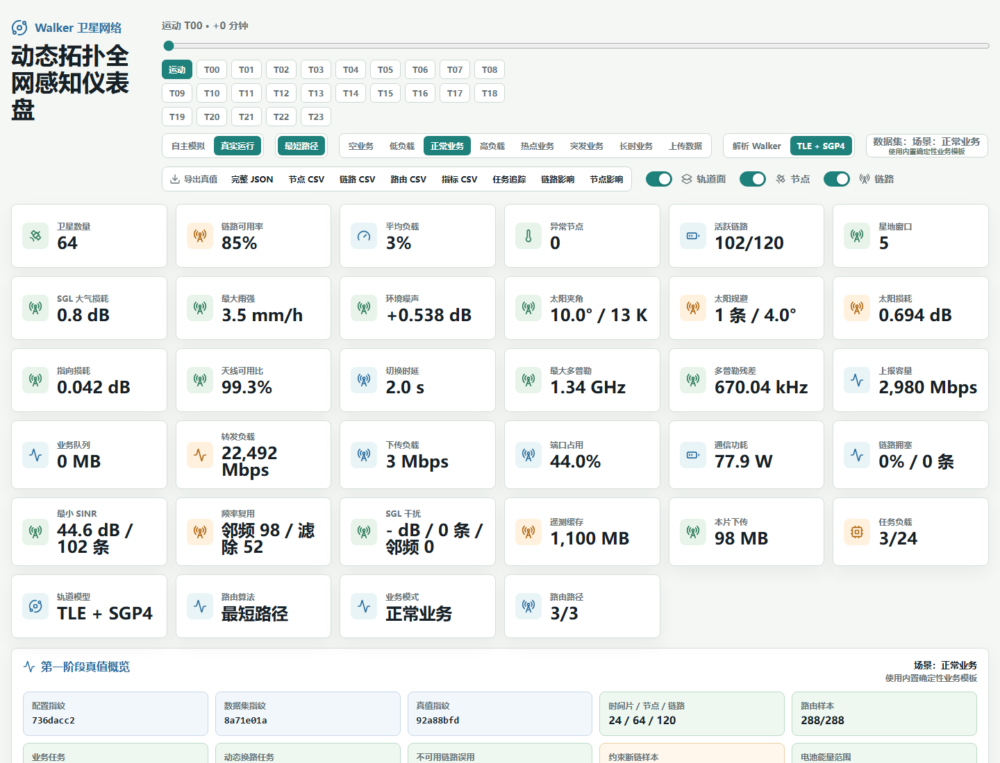 Walker 卫星网络
动态拓扑全
网感知仪表
盘
运动 T00 • +0 分钟
运动 T00 T01 T02 T03 T04 T05 T06 T07 T08
T09 T10 T11 T12 T13 T14 T15 T16 T17 T18
T19 T20 T21 T22 T23
自主模拟 真实运行 最短路径 空业务 低负载 正常业务 高负载 热点业务 突发业务 长时业务 上传数据 解析 Walker TLE + SGP4 数据集：场景：正常业务
使用内置确定性业务模板
导出真值 完整 JSON 节点 CSV 链路 CSV 路由 CSV 指标 CSV 任务追踪 链路影响 节点影响 轨道面 节点 链路
卫星数量
64
链路可用率
85%
平均负载
3%
异常节点
0
活跃链路
102/120
星地窗口
5
SGL 大气损耗
0.8 dB
最大雨强
3.5 mm/h
环境噪声
+0.538 dB
太阳夹角
10.0° / 13 K
太阳规避
1 条 / 4.0°
太阳损耗
0.694 dB
指向损耗
0.042 dB
天线可用比
99.3%
切换时延
2.0 s
最大多普勒
1.34 GHz
多普勒残差
670.04 kHz
上报容量
2,980 Mbps
业务队列
0 MB
转发负载
22,492
Mbps
下传负载
3 Mbps
端口占用
44.0%
通信功耗
77.9 W
链路拥塞
0% / 0 条
最小 SINR
44.6 dB /
102 条
频率复用
邻频 98 / 滤
除 52
SGL 干扰
- dB / 0 条 /
邻频 0
遥测缓存
1,100 MB
本片下传
98 MB
任务负载
3/24
轨道模型
TLE + SGP4
路由算法
最短路径
业务模式
正常业务
路由路径
3/3
第一阶段真值概览
场景：正常业务
使用内置确定性业务模板
配置指纹
736dacc2
数据集指纹
8a71e01a
真值指纹
92a88bfd
时间片 / 节点 / 链路
24 / 64 / 120
路由样本
288/288
业务任务
动态换路任务
不可用链路误用
约束断链样本
电池能量范围